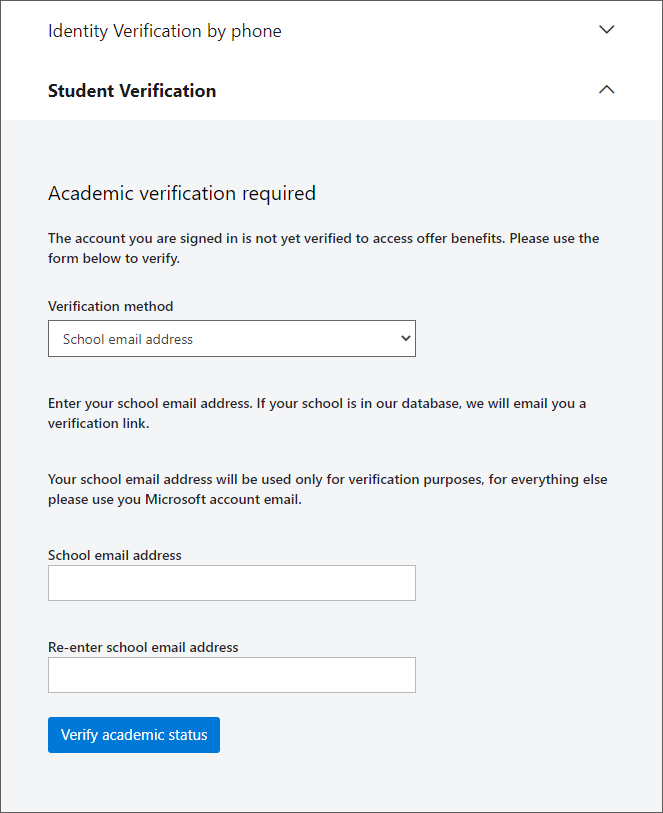 Identity Verification by phone
Student Verification
Academic verification required
The account you are signed in is not yet verified to access offer benefits. Please use the
form below to verify.
Verification method
School email address
Enter your school email address. If your school is in our database, we will email you a
verification link.
Your school email address will be used only for verification purposes, for everything else
please use you Microsoft account email.
School email address
Re-enter school email address
Verify academic status